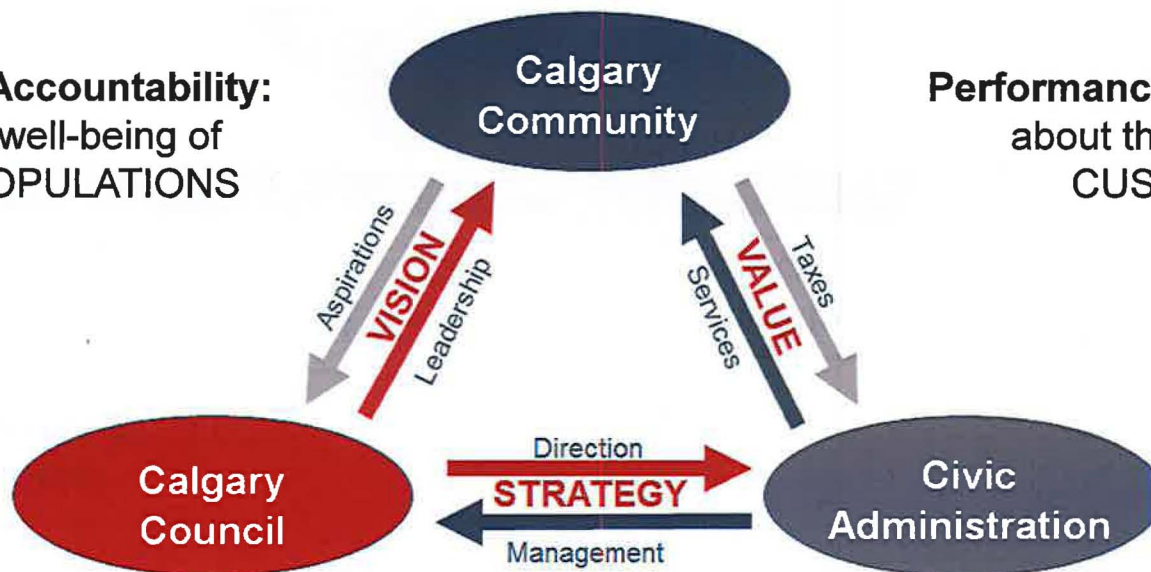 Accountability:
well-being of
OPULATIONS
Calgary
Community
Performanc
about th
CUS
Aspirations
VISION
Leadership
Services
VALUE
Taxes
Calgary
Council
Direction
STRATEGY
Management
Civic
Administration